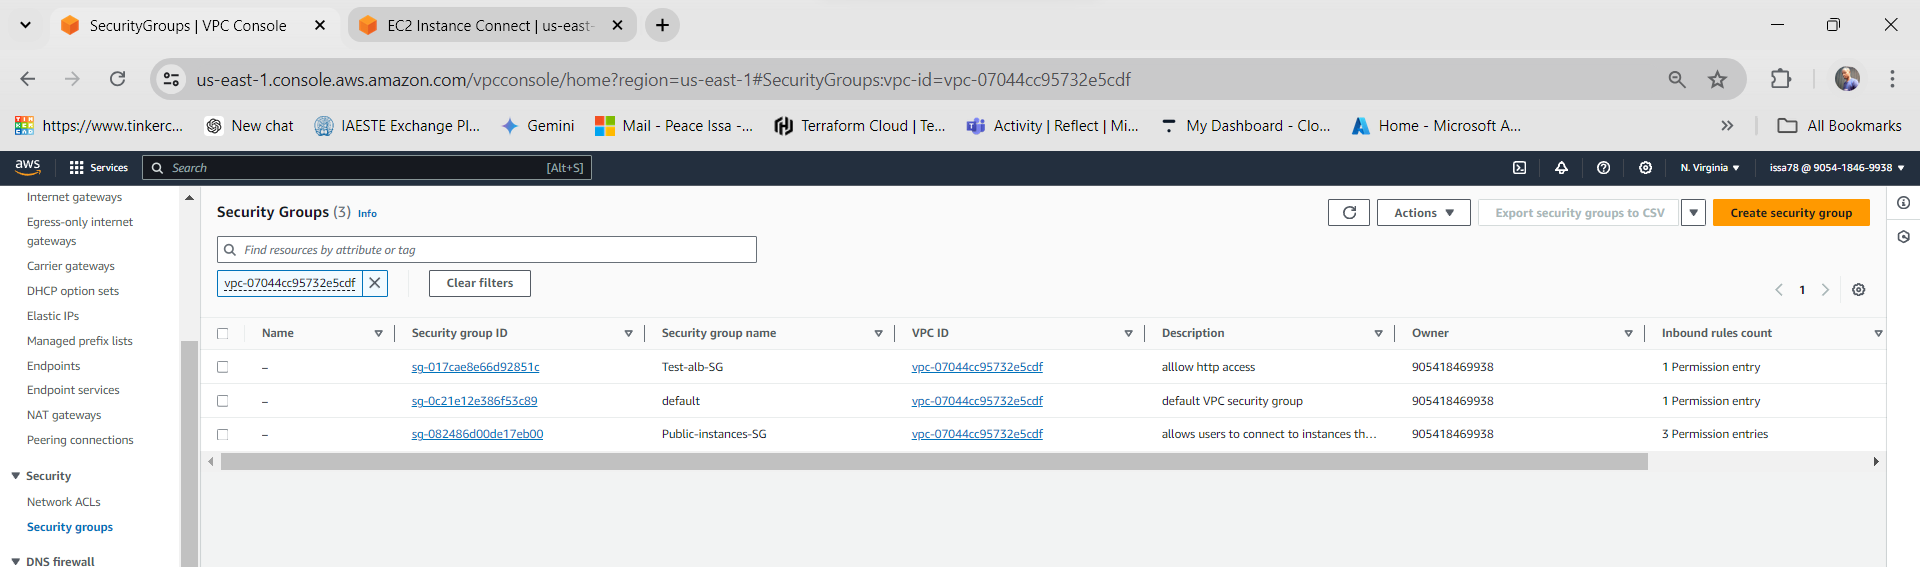 SecurityGroups | VPC Console
EC2 Instance Connect | us-east-
us-east-1.console.aws.amazon.com/vpcconsole/home?region=us-east-1#SecurityGroups:vpc-id=vpc-07044cc95732e5cdf
https://www.tinkerc... New chat IAESTE Exchange Pl... Gemini Mail - Peace Issa -... Terraform Cloud | Te... Activity | Reflect | Mi... My Dashboard - Clo... Home - Microsoft A... » All Bookmarks
aws Services Search [Alt+S] N. Virginia issa78 @ 9054-1846-9938
Internet gateways
Egress-only internet
gateways
Carrier gateways
DHCP option sets
Elastic IPs
Managed prefix lists
Endpoints
Endpoint services
NAT gateways
Peering connections
Security
Network ACLs
Security groups
DNS firewall
Security Groups (3) Info
Actions
Export security groups to CSV
Create security group
Find resources by attribute or tag
vpc-07044cc95732e5cdf
Clear filters
1
Name Security group ID Security group name VPC ID Description Owner Inbound rules count
– sg-017cae8e66d92851c Test-alb-SG vpc-07044cc95732e5cdf alllow http access 905418469938 1 Permission entry
– sg-0c21e12e386f53c89 default vpc-07044cc95732e5cdf default VPC security group 905418469938 1 Permission entry
– sg-082486d00de17eb00 Public-instances-SG vpc-07044cc95732e5cdf allows users to connect to instances th... 905418469938 3 Permission entries